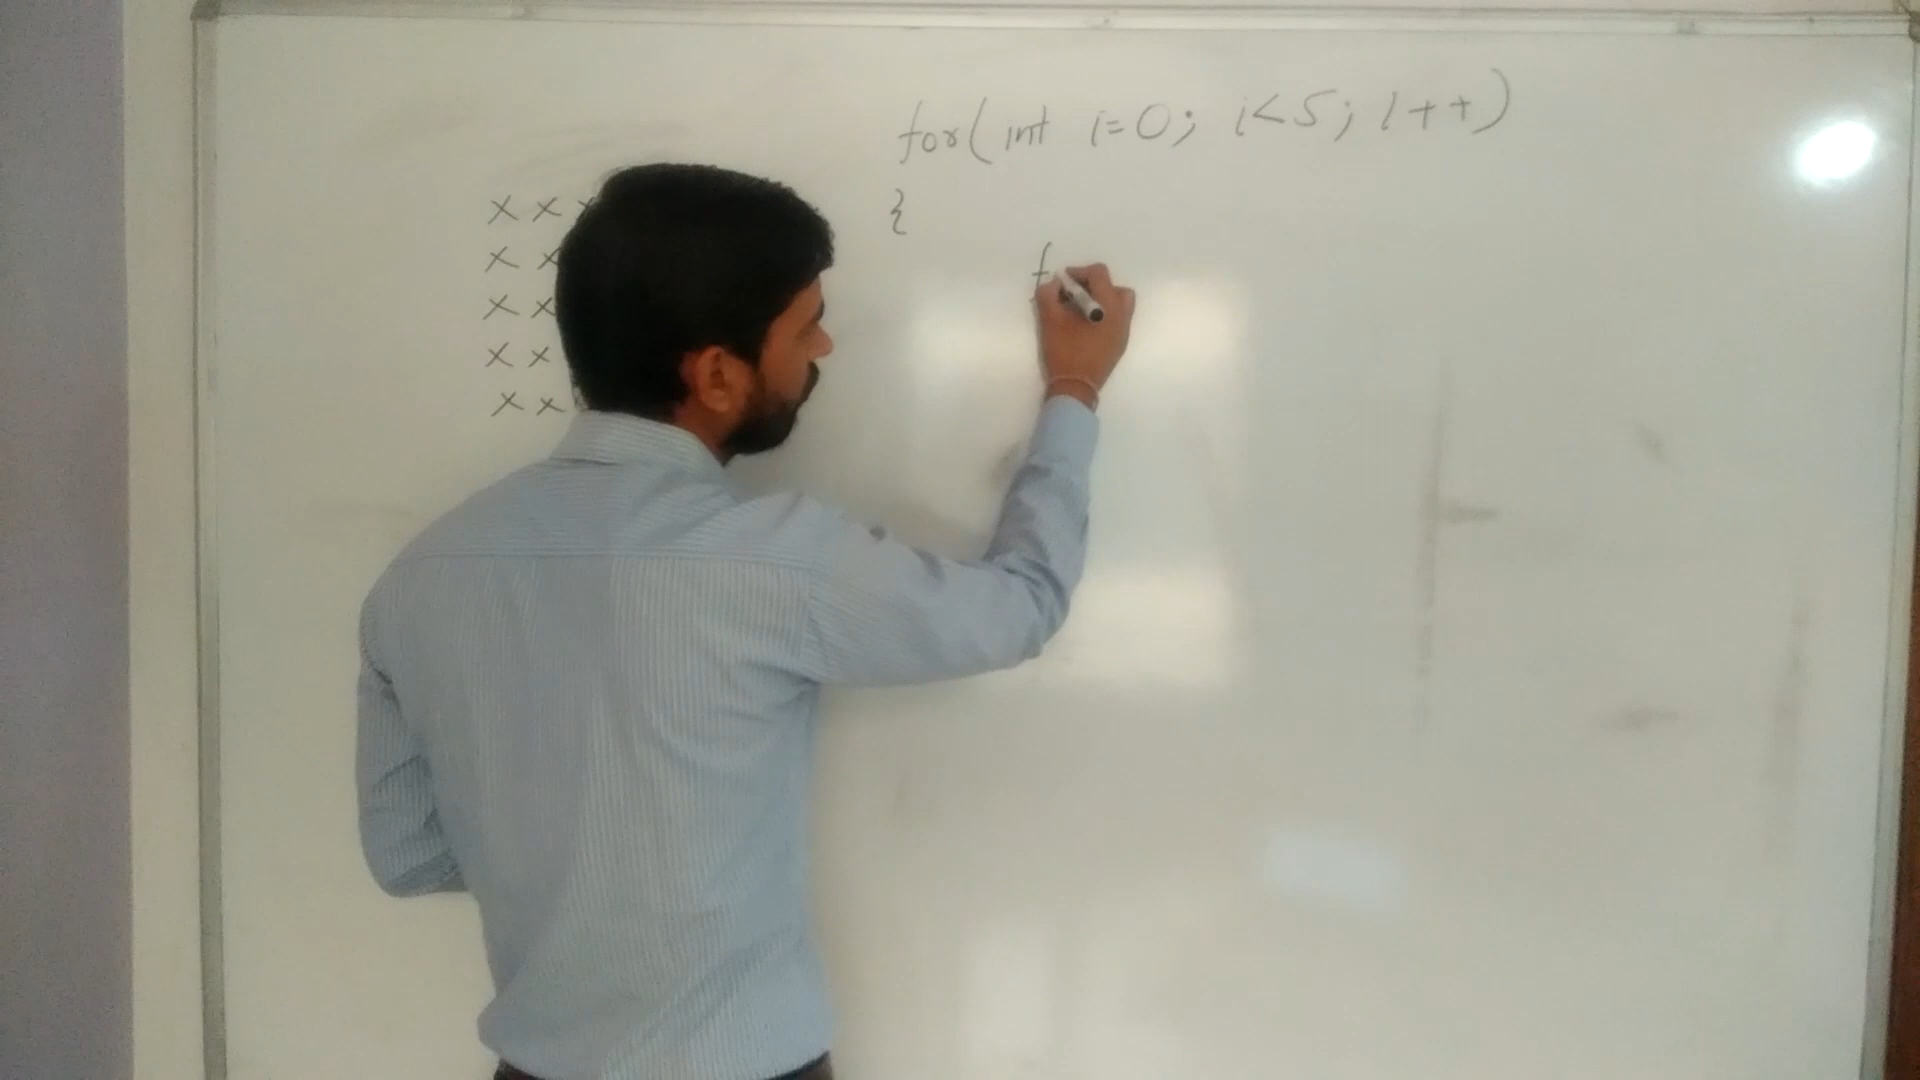 for(int i=0; i<5; i++)
{
f
x x x
x x
x x
x x
x x